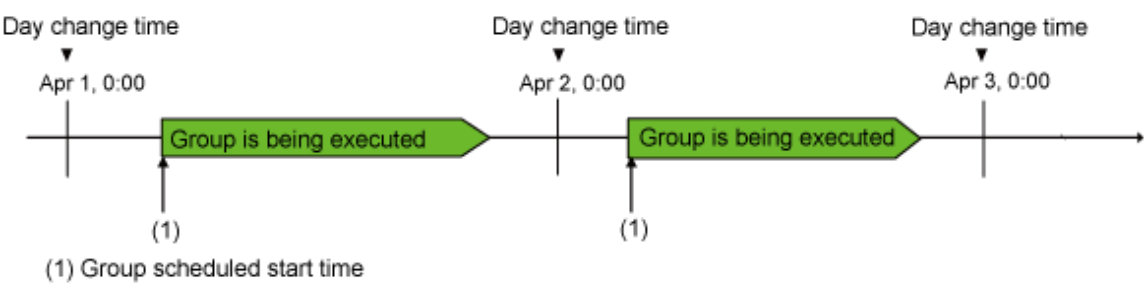 Day change time Day change time Day change time
Apr 1, 0:00 Apr 2, 0:00 Apr 3, 0:00
Group is being executed Group is being executed
(1) (1)
(1) Group scheduled start time